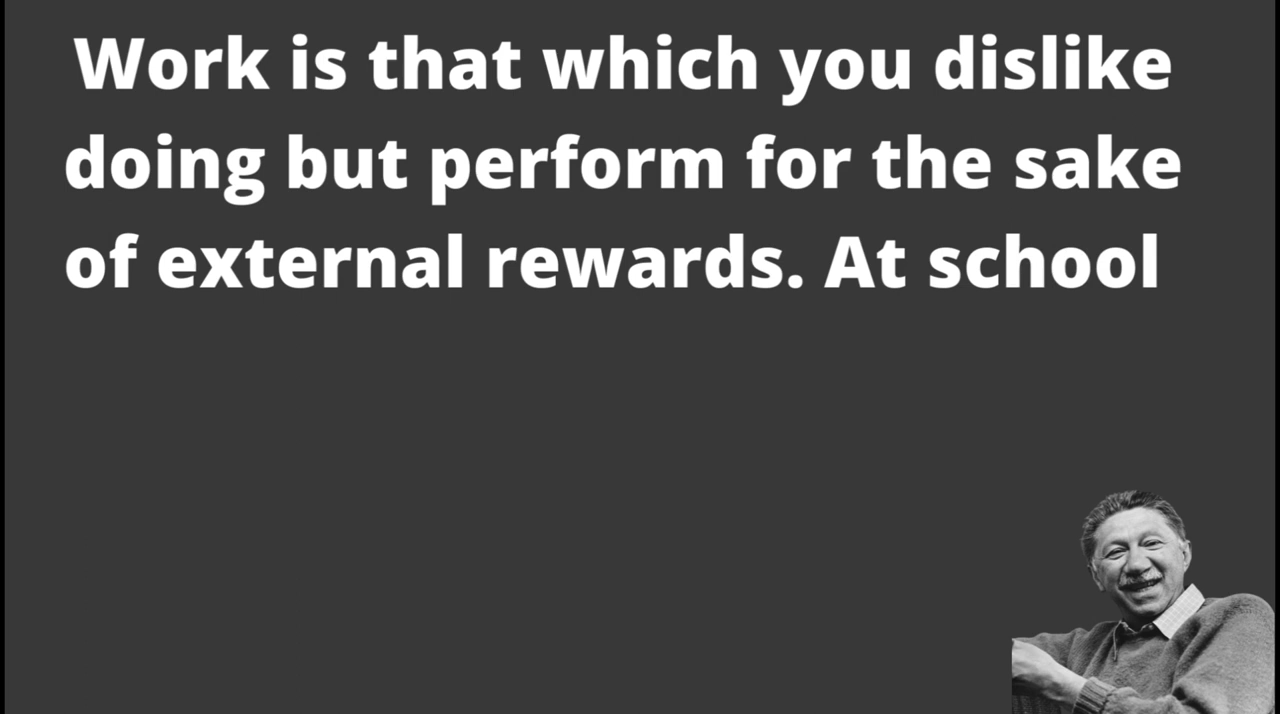 Work is that which you dislike
doing but perform for the sake
of external rewards. At school